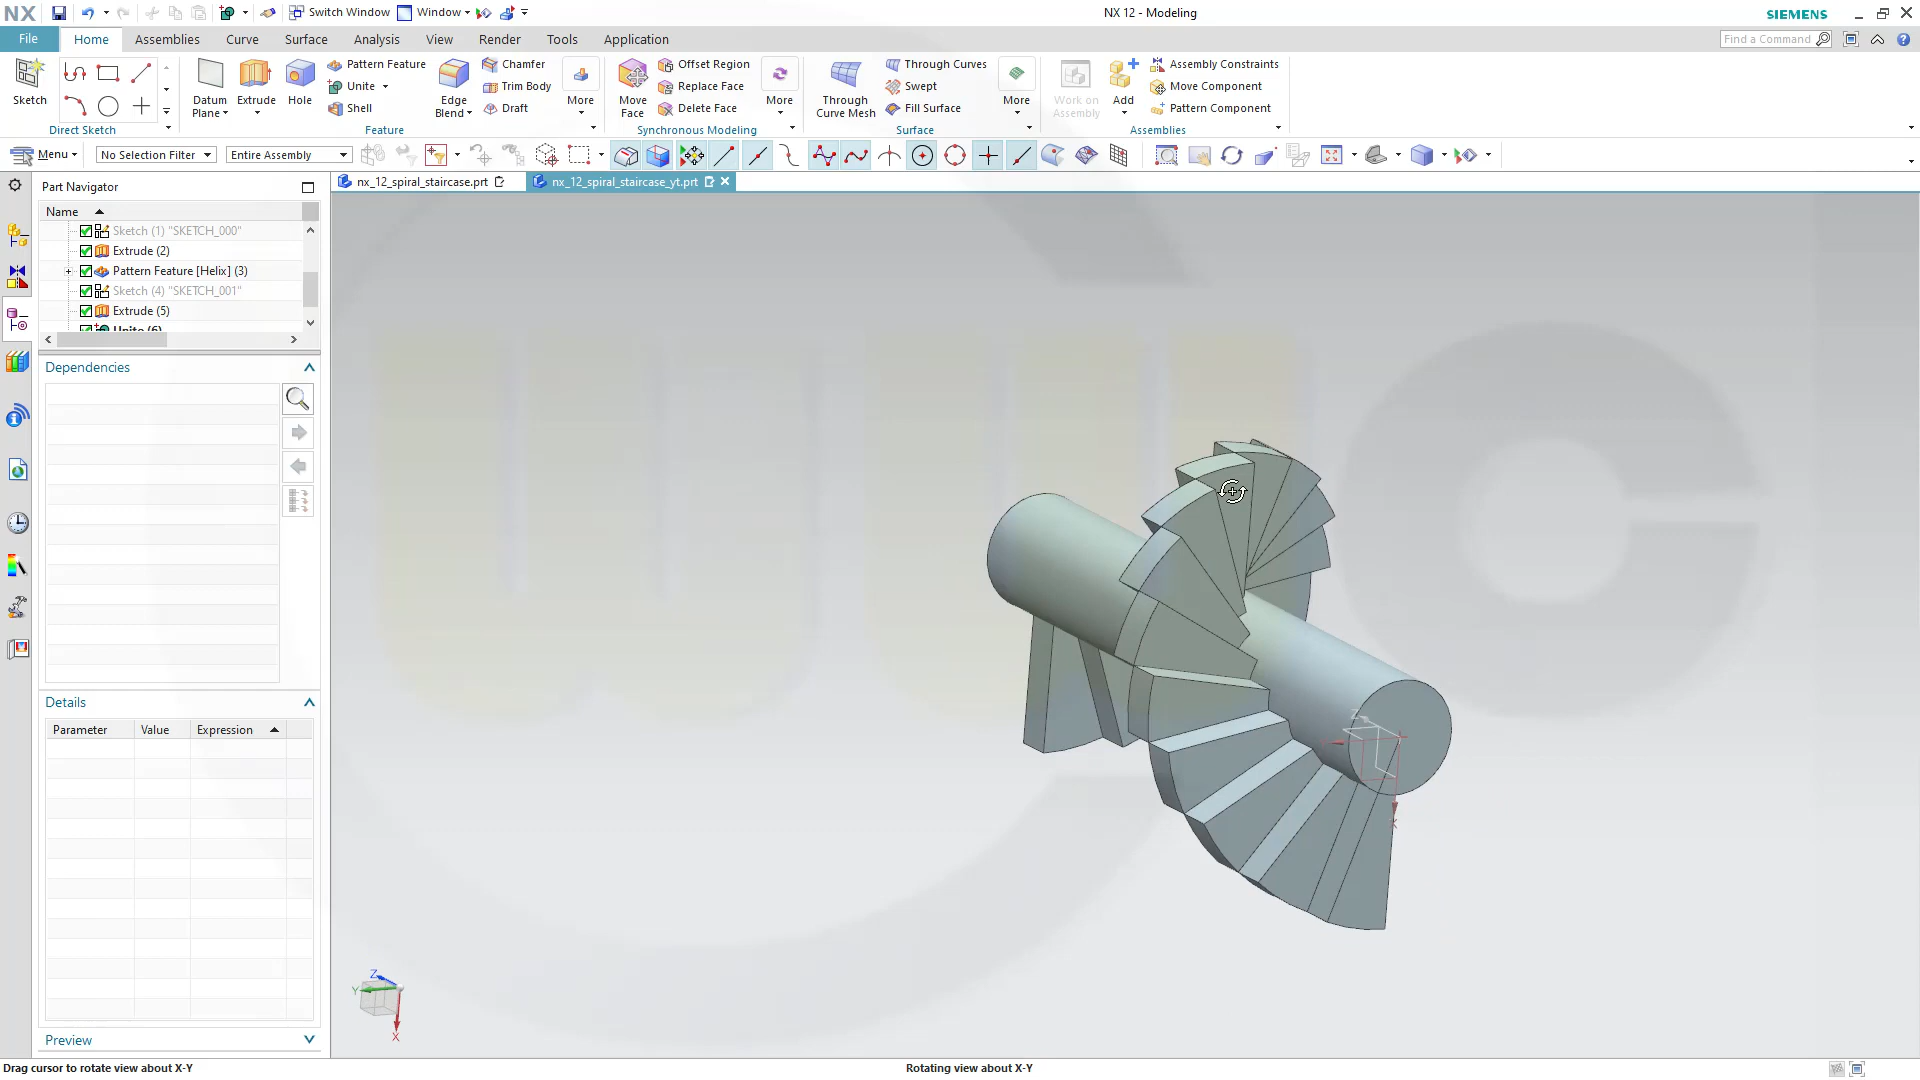 NX Switch Window Window NX 12 - Modeling SIEMENS
File Home Assemblies Curve Surface Analysis View Render Tools Application Find a Command
Sketch Datum Plane Extrude Hole Pattern Feature Unite Shell Edge Blend Chamfer Trim Body Draft More Move Face Offset Region Replace Face Delete Face More Through Curve Mesh Through Curves Swept Fill Surface More Work on Assembly Add Assembly Constraints Move Component Pattern Component
Direct Sketch Feature Synchronous Modeling Surface Assemblies
Menu No Selection Filter Entire Assembly
Part Navigator nx_12_spiral_staircase.prt nx_12_spiral_staircase_yt.prt
Name
Sketch (1) "SKETCH_000"
Extrude (2)
Pattern Feature [Helix] (3)
Sketch (4) "SKETCH_001"
Extrude (5)
Unite (6)
Dependencies
Details
Parameter Value Expression
Preview
Z
X
Z
Y
X
Drag cursor to rotate view about X-Y Rotating view about X-Y